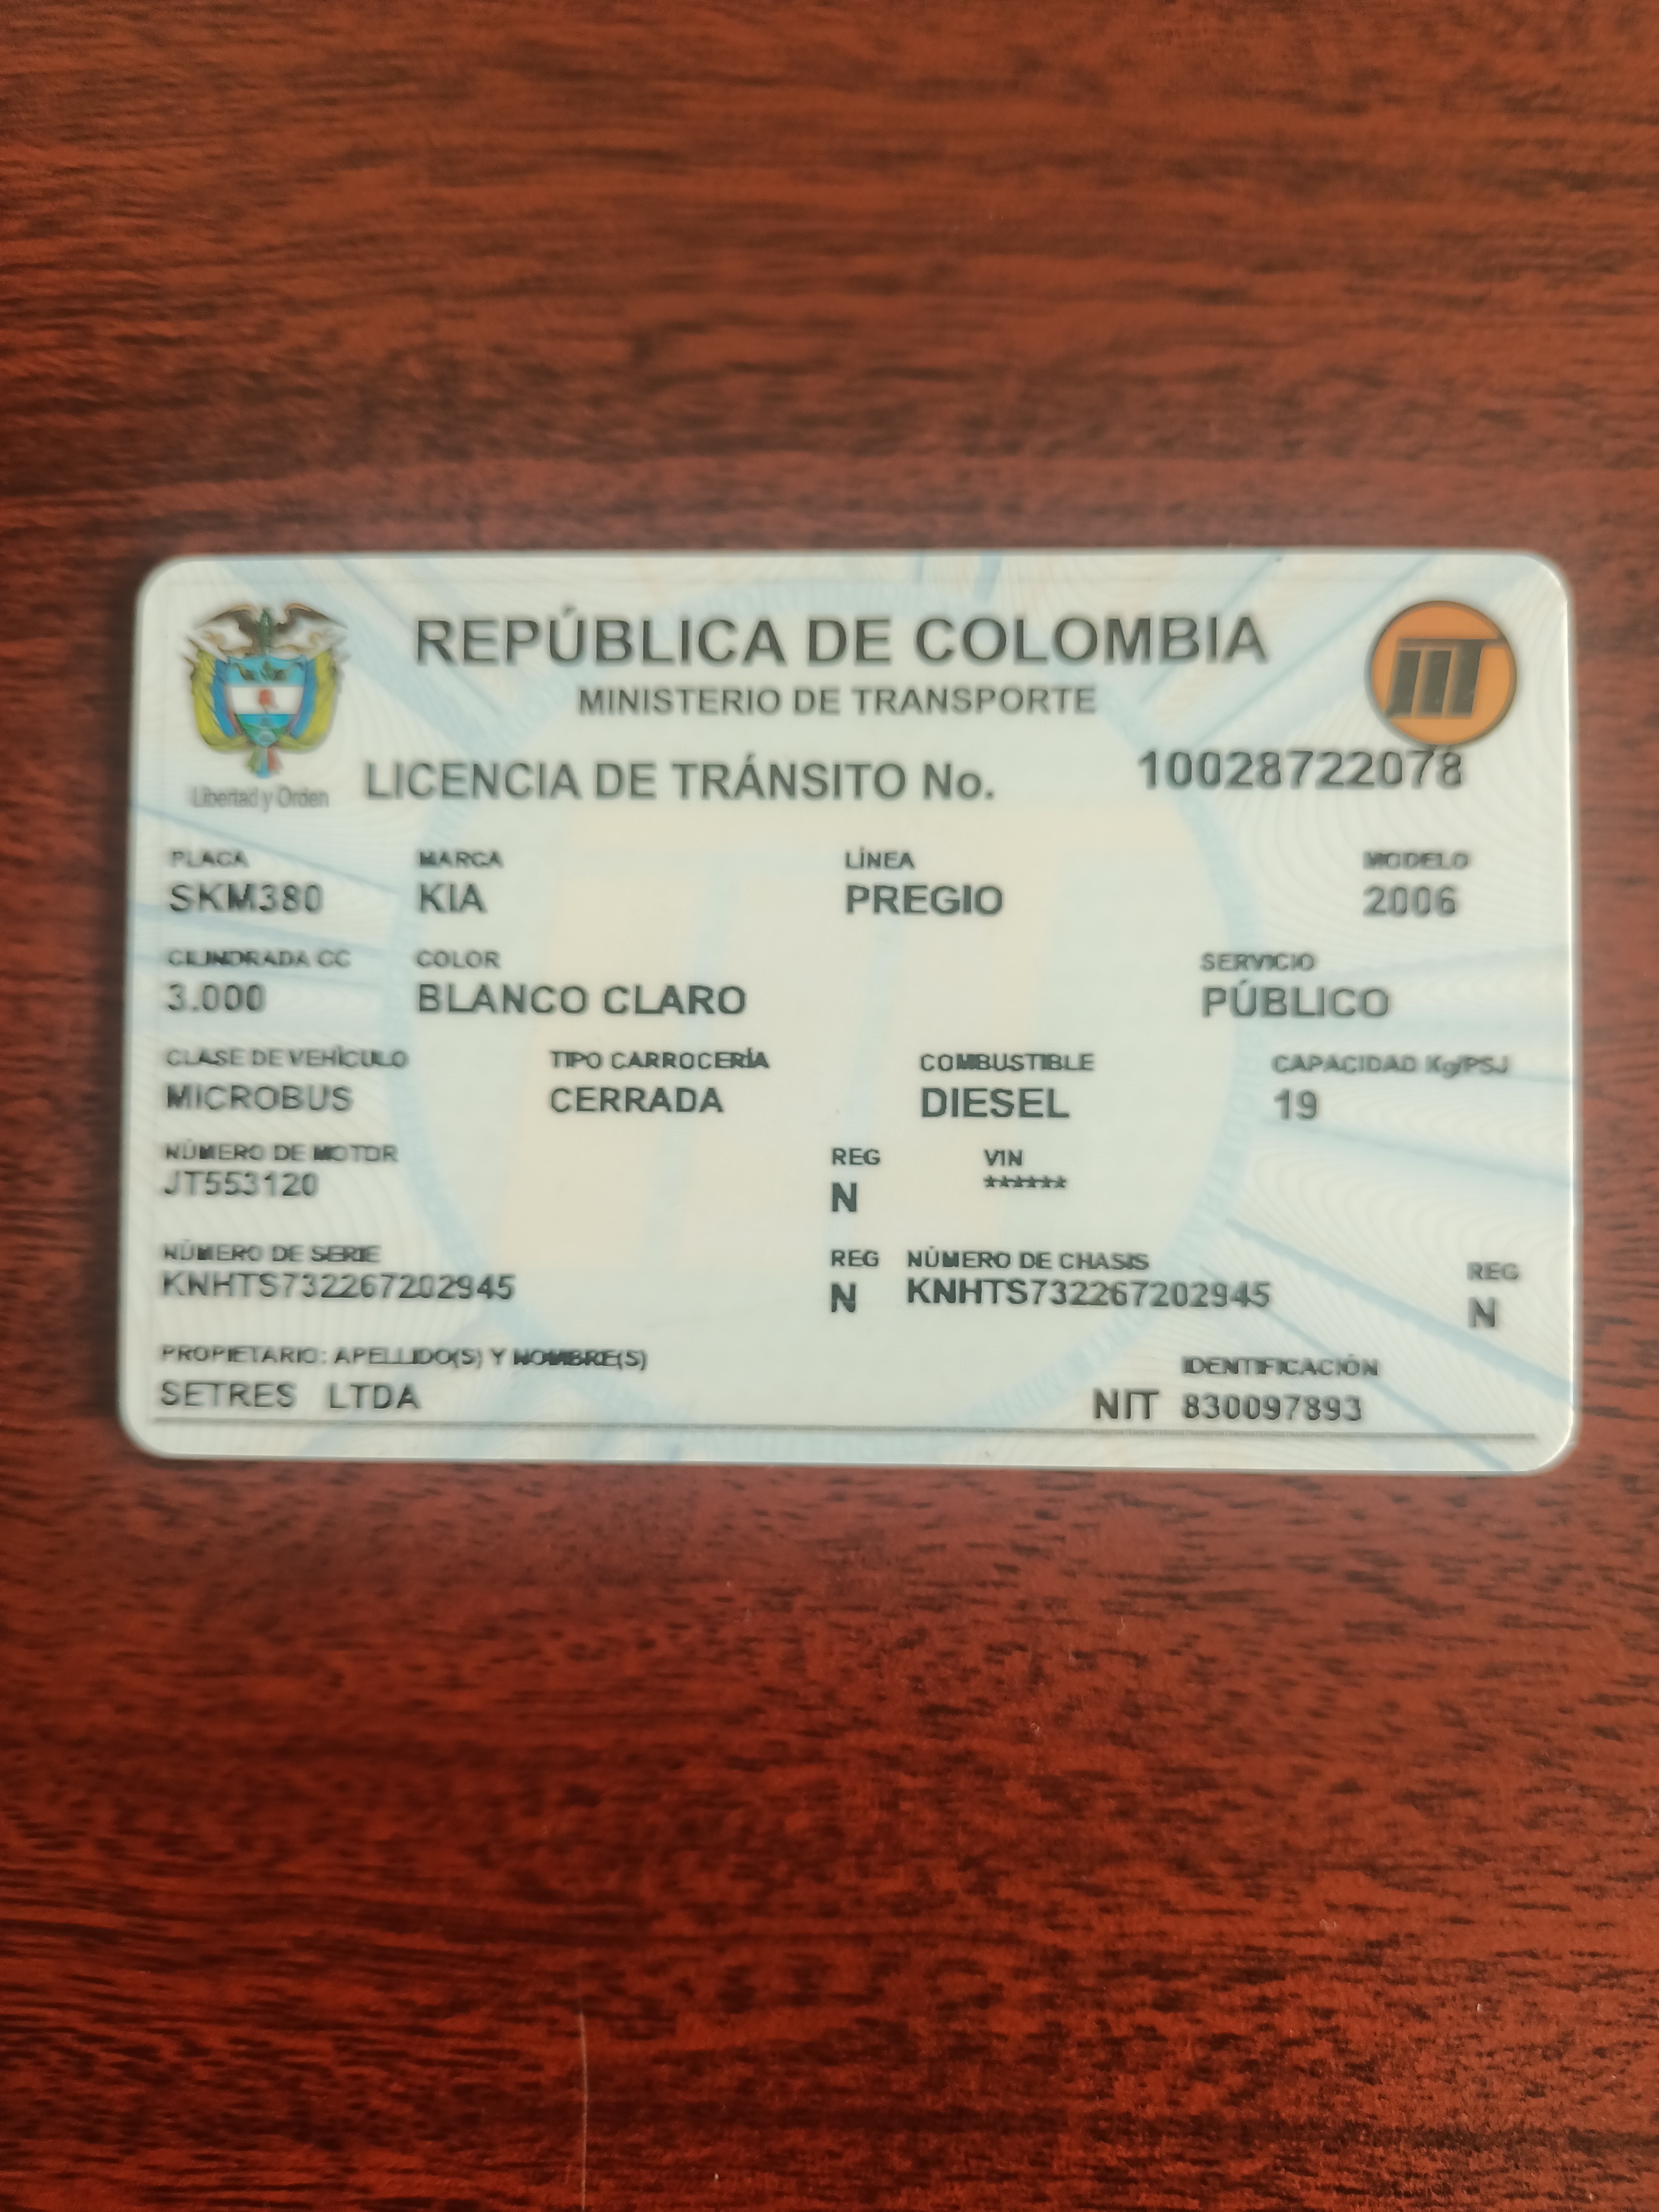 REPÚBLICA DE COLOMBIA
MINISTERIO DE TRANSPORTE
Libertad y Orden
LICENCIA DE TRÁNSITO No. 10028722078
PLACA MARCA LÍNEA MODELO
SKM380 KIA PREGIO 2006
CILINDRADA CC COLOR SERVICIO
3.000 BLANCO CLARO PÚBLICO
CLASE DE VEHÍCULO TIPO CARROCERÍA COMBUSTIBLE CAPACIDAD Kg/PSJ
MICROBUS CERRADA DIESEL 19
NÚMERO DE MOTOR REG VIN
JT553120 N ******
NÚMERO DE SERIE REG NÚMERO DE CHASIS REG
KNHTS732267202945 N KNHTS732267202945 N
PROPIETARIO: APELLIDO(S) Y NOMBRE(S) IDENTIFICACIÓN
SETRES LTDA NIT 830097893